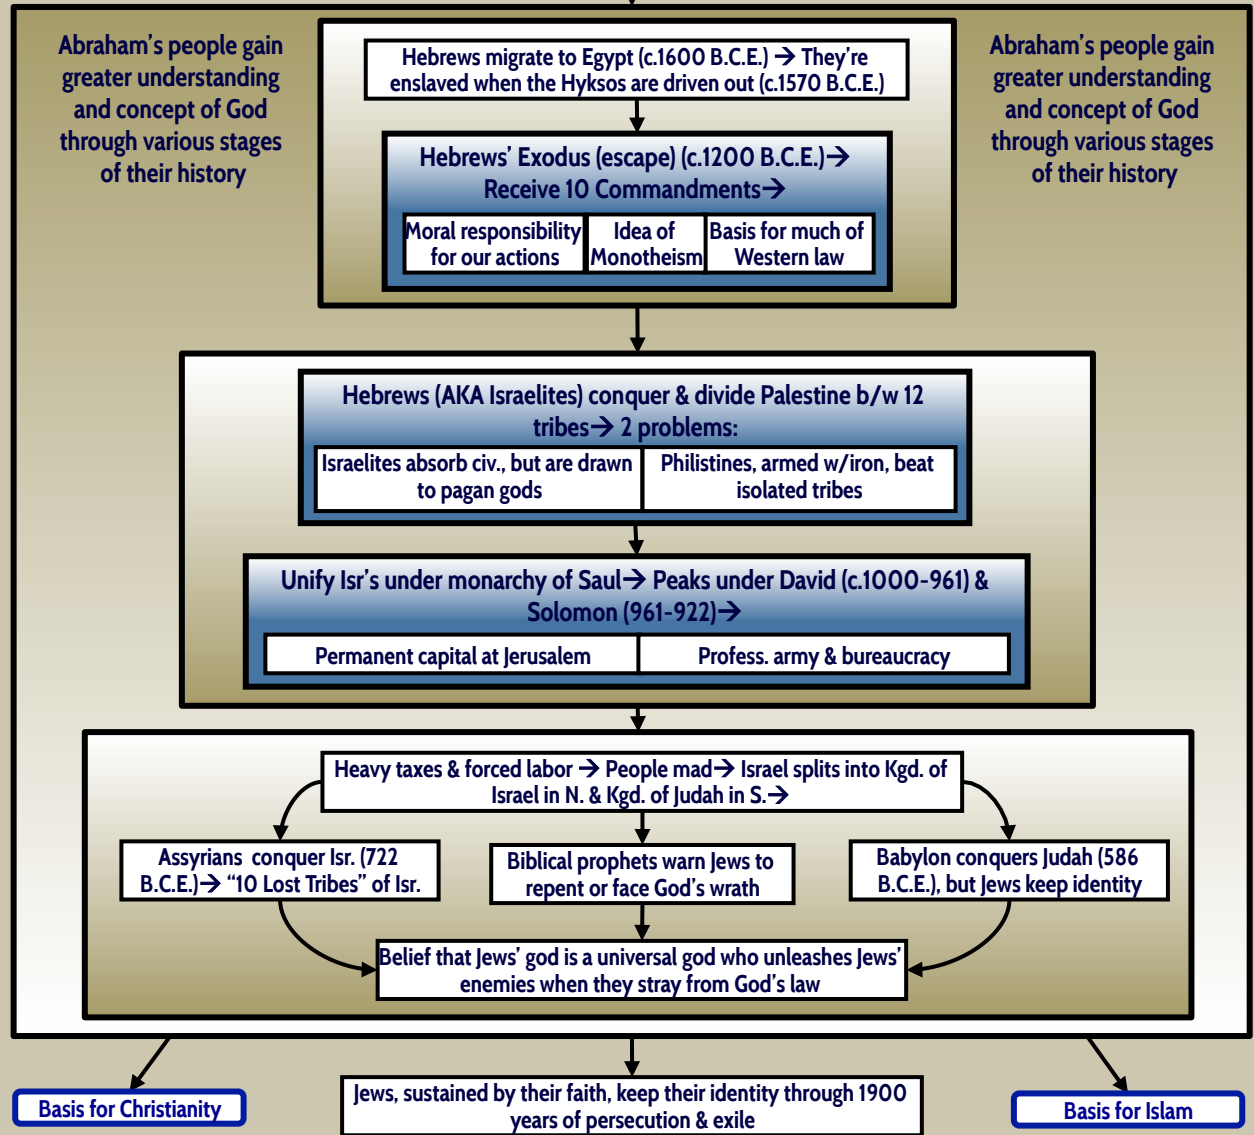 Abraham's people gain
greater understanding
and concept of God
through various stages
of their history
Hebrews migrate to Egypt (c.1600 B.C.E.) → They're
enslaved when the Hyksos are driven out (c.1570 B.C.E.)
Hebrews' Exodus (escape) (c.1200 B.C.E.)→
Receive 10 Commandments→
Moral responsibility
for our actions
Idea of
Monotheism
Basis for much of
Western law
Abraham's people gain
greater understanding
and concept of God
through various stages
of their history
Hebrews (AKA Israelites) conquer & divide Palestine b/w 12
tribes→ 2 problems:
Israelites absorb civ., but are drawn
to pagan gods
Philistines, armed w/iron, beat
isolated tribes
Unify Isr's under monarchy of Saul→ Peaks under David (c.1000-961) &
Solomon (961-922)→
Permanent capital at Jerusalem
Profess. army & bureaucracy
Heavy taxes & forced labor → People mad→ Israel splits into Kgd. of
Israel in N. & Kgd. of Judah in S.→
Assyrians conquer Isr. (722
B.C.E.)→ "10 Lost Tribes" of Isr.
Biblical prophets warn Jews to
repent or face God's wrath
Babylon conquers Judah (586
B.C.E.), but Jews keep identity
Belief that Jews' god is a universal god who unleashes Jews'
enemies when they stray from God's law
Basis for Christianity
Jews, sustained by their faith, keep their identity through 1900
years of persecution & exile
Basis for Islam